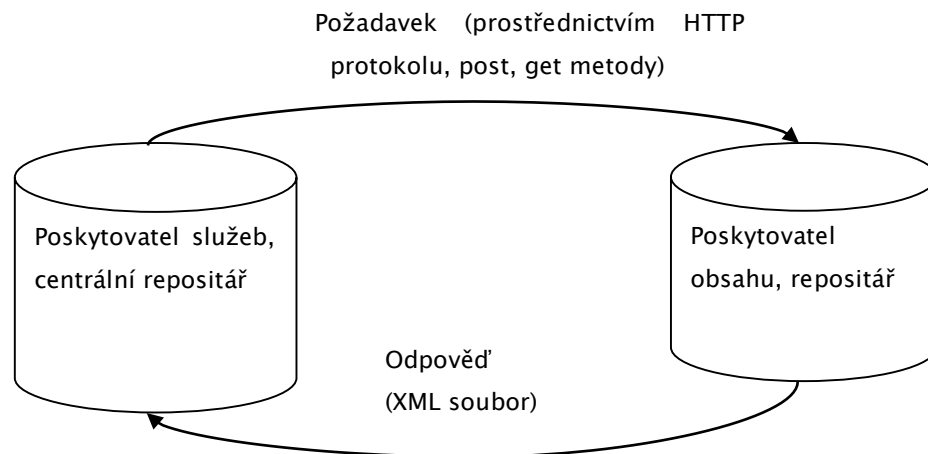 Požadavek (prostřednictvím HTTP
protokolu, post, get metody)
Poskytovatel služeb,
centrální repositář
Poskytovatel
obsahu, repositář
Odpověď
(XML soubor)